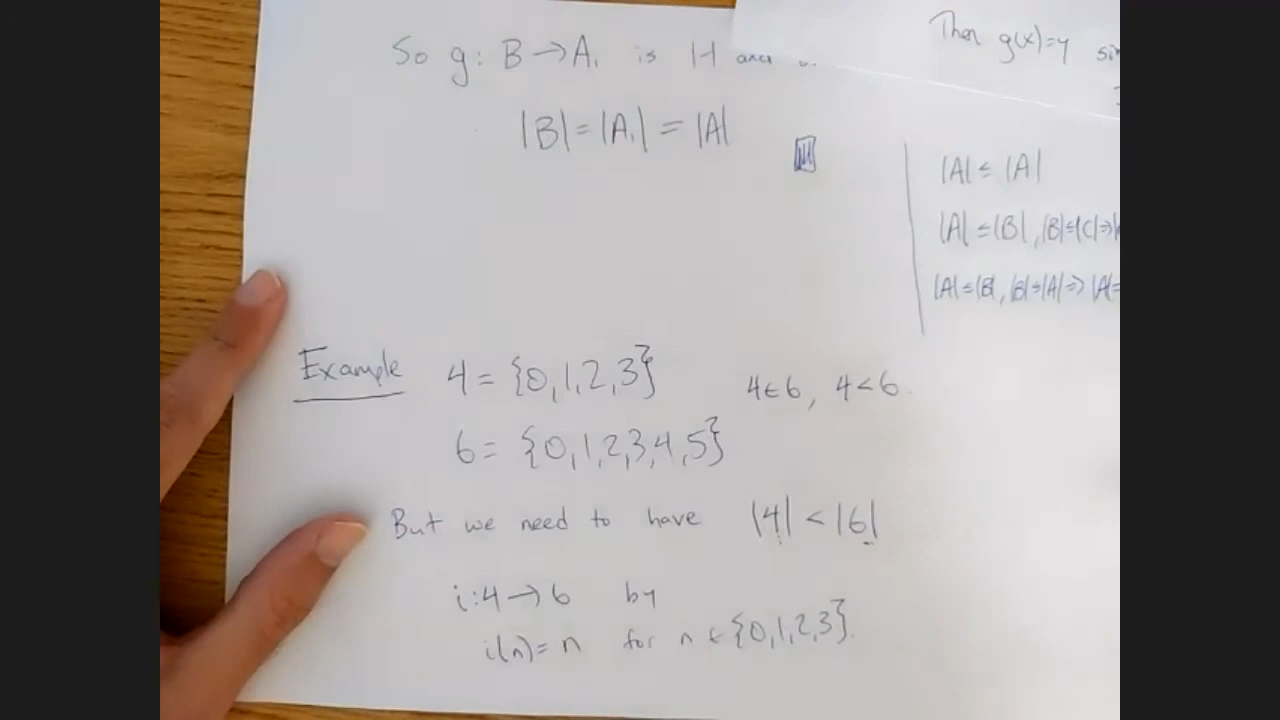 So g: B → A₁ is 1-1 and
|B| = |A₁| = |A|
Then g(x)=y
|A| ≤ |A|
|A| ≤ |B|, |B| ≤ |C| ⇒
|A| ≤ |B|, |B| ≤ |A| ⇒ |A| =
Example 4 = {0,1,2,3} 4 ∈ 6, 4 < 6.
6 = {0,1,2,3,4,5}
But we need to have |4| < |6|
i: 4 → 6 by
i(n) = n for n ∈ {0,1,2,3}.